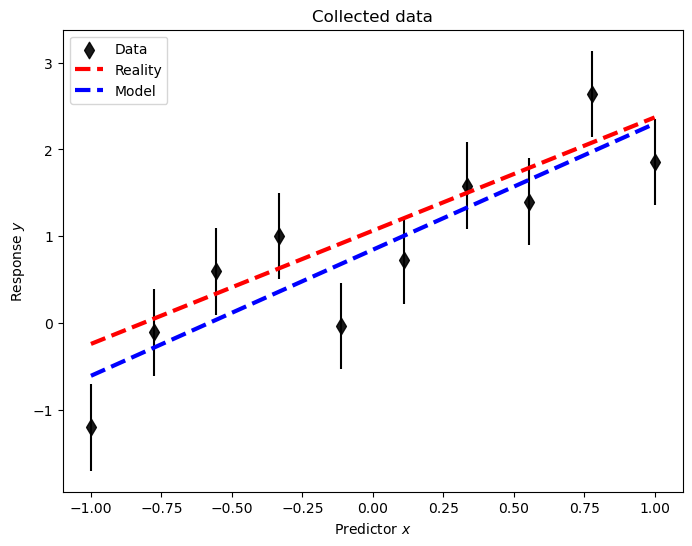 Collected data
Data
Reality
Model
3
2
1
0
−1
Response y
−1.00 −0.75 −0.50 −0.25 0.00 0.25 0.50 0.75 1.00
Predictor x